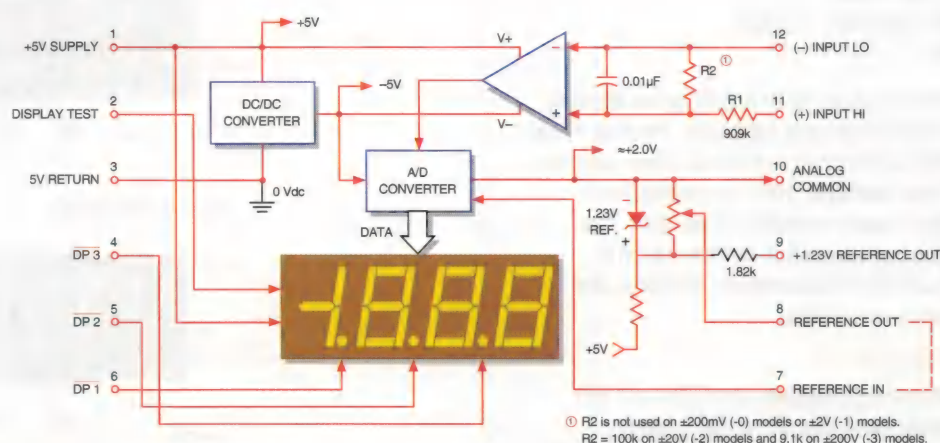 +5V
1
+5V SUPPLY
V+
12
(–) INPUT LO
R2 ①
0.01µF
–5V
2
DISPLAY TEST
DC/DC
CONVERTER
R1
11
(+) INPUT HI
909k
V–
≈+2.0V
3
5V RETURN
0 Vdc
A/D
CONVERTER
10
ANALOG
COMMON
1.23V
REF.
DATA
4
DP 3
9
+1.23V REFERENCE OUT
1.82k
-1.8.8.8
5
DP 2
8
REFERENCE OUT
+5V
6
DP 1
7
REFERENCE IN
① R2 is not used on ±200mV (-0) models or ±2V (-1) models.
R2 = 100k on ±20V (-2) models and 9.1k on ±200V (-3) models.